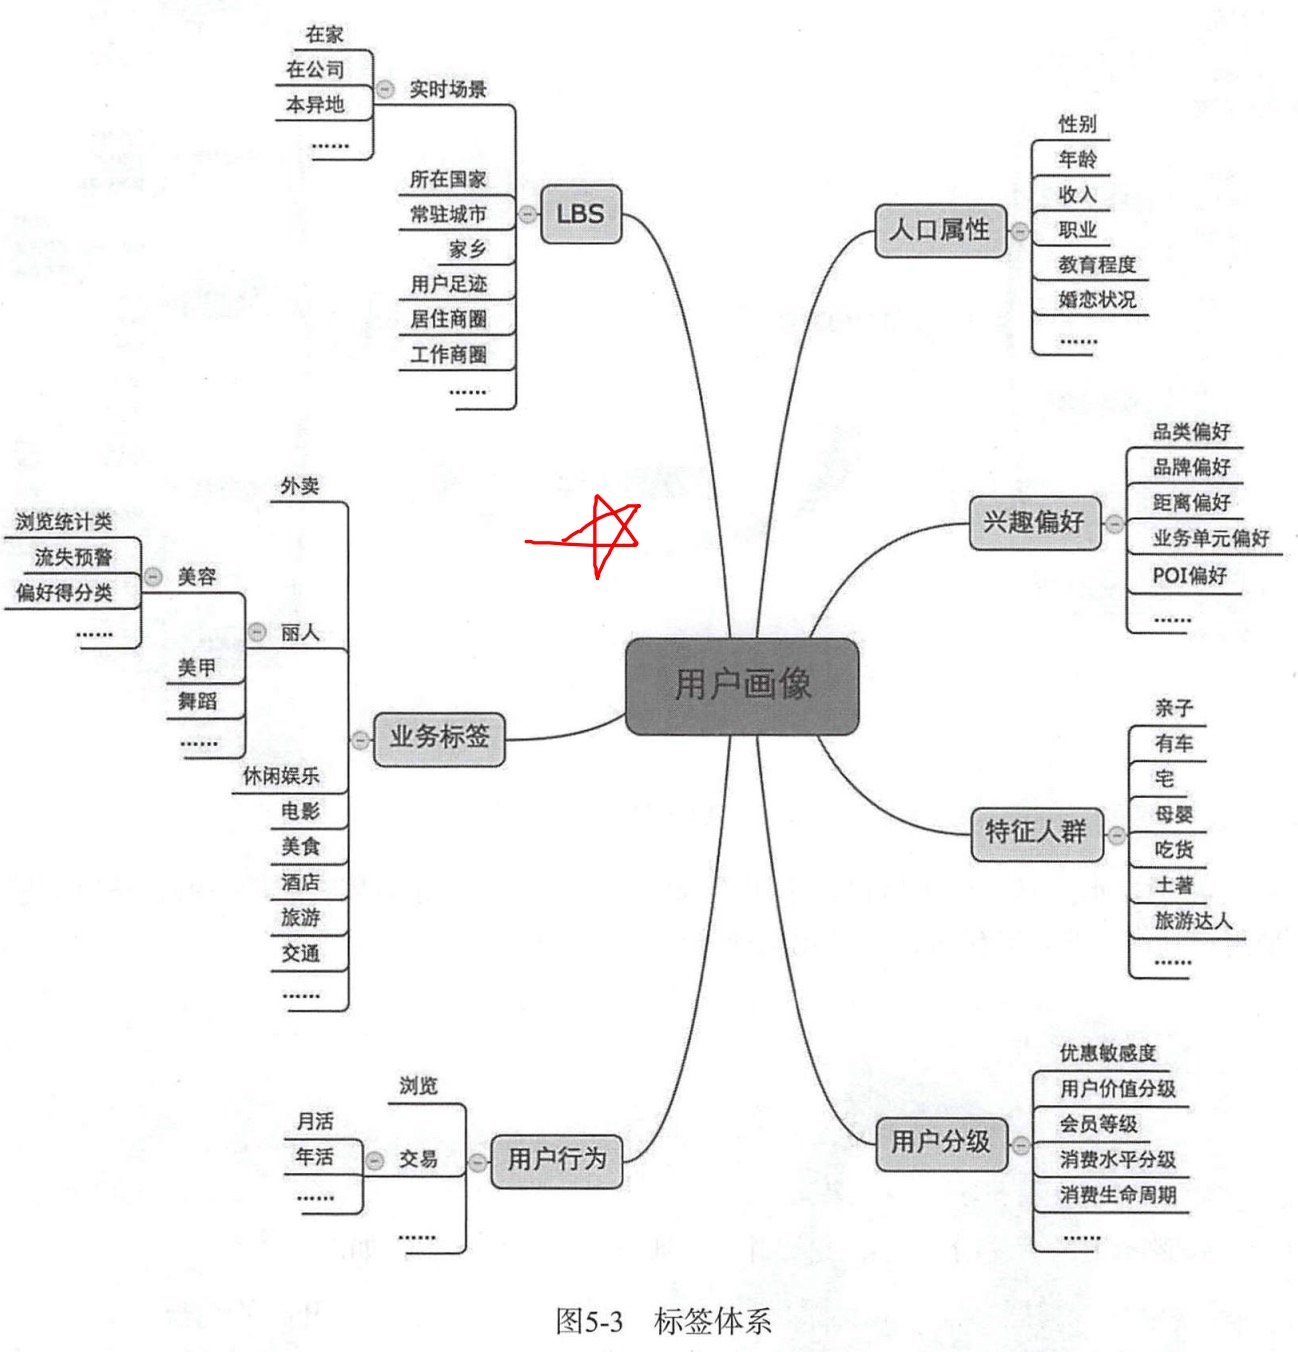 用户画像
LBS
实时场景
在家
在公司
本异地
……
所在国家
常驻城市
家乡
用户足迹
居住商圈
工作商圈
……
业务标签
外卖
丽人
美容
浏览统计类
流失预警
偏好得分类
……
美甲
舞蹈
……
休闲娱乐
电影
美食
酒店
旅游
交通
……
用户行为
浏览
交易
月活
年活
……
……
人口属性
性别
年龄
收入
职业
教育程度
婚恋状况
……
兴趣偏好
品类偏好
品牌偏好
距离偏好
业务单元偏好
POI偏好
……
特征人群
亲子
有车
宅
母婴
吃货
土著
旅游达人
……
用户分级
优惠敏感度
用户价值分级
会员等级
消费水平分级
消费生命周期
……
图5-3 标签体系